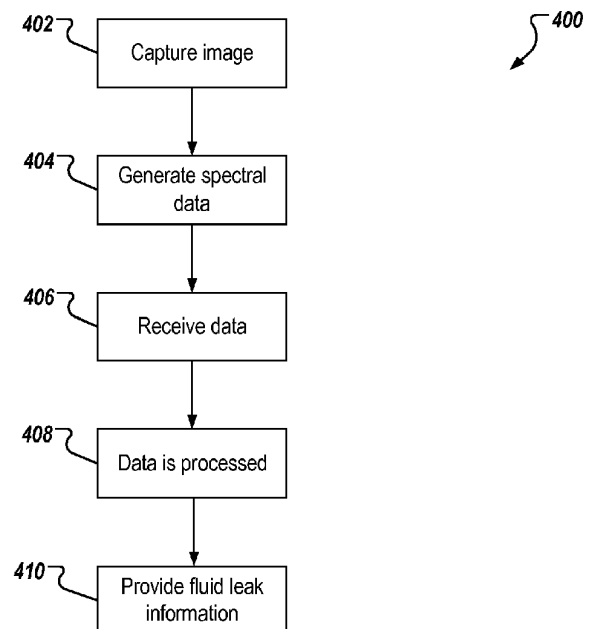 402
Capture image
400
404
Generate spectral
data
406
Receive data
408
Data is processed
410
Provide fluid leak
information